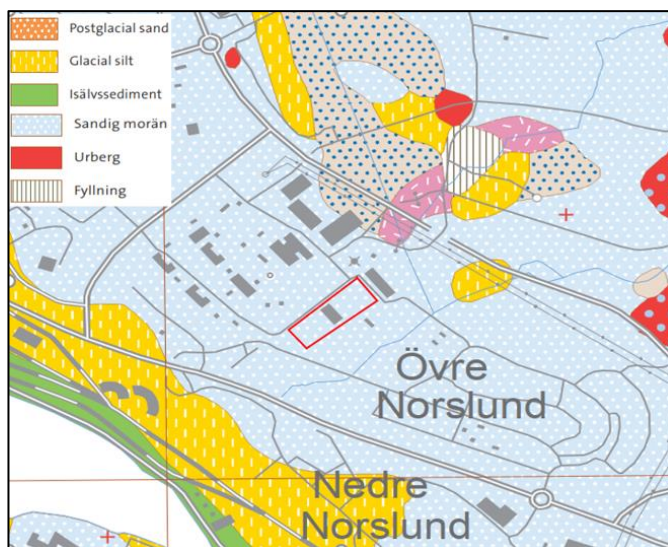 Postglacial sand
Glacial silt
Isälvssediment
Sandig morän
Urberg
Fyllning
Övre
Norslund
Nedre
Norslund